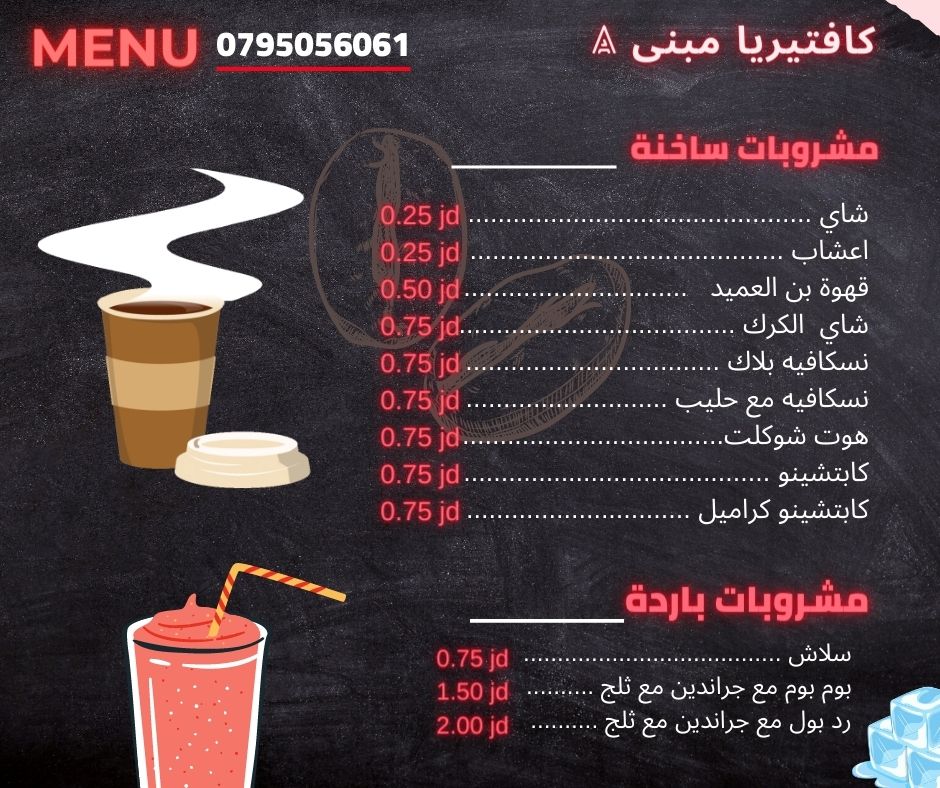 MENU 0795056061
كافتيريا مبنى A
مشروبات ساخنة
شاي ........................................... 0.25 jd
اعشاب ....................................... 0.25 jd
قهوة بن العميد ............................ 0.50 jd
شاي الكرك .................................. 0.75 jd
نسكافيه بلاك ................................ 0.75 jd
نسكافيه مع حليب ......................... 0.75 jd
هوت شوكلت ................................. 0.75 jd
كابتشينو ...................................... 0.75 jd
كابتشينو كراميل ............................ 0.75 jd
مشروبات باردة
سلاش ...................................... 0.75 jd
بوم بوم مع جراندين مع ثلج .......... 1.50 jd
رد بول مع جراندين مع ثلج .......... 2.00 jd